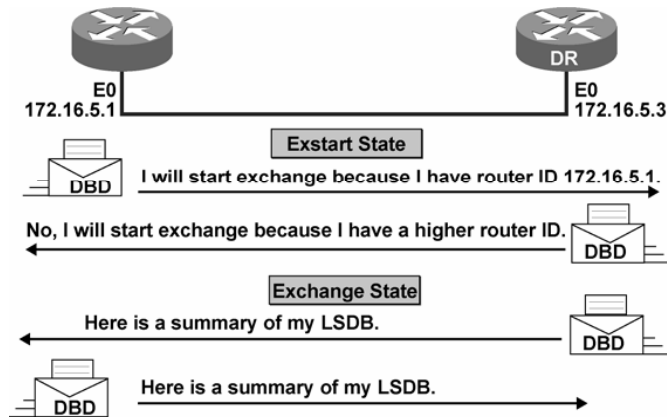 DR
E0
172.16.5.1
E0
172.16.5.3
Exstart State
DBD
I will start exchange because I have router ID 172.16.5.1.
No, I will start exchange because I have a higher router ID.
DBD
Exchange State
Here is a summary of my LSDB.
DBD
Here is a summary of my LSDB.
DBD